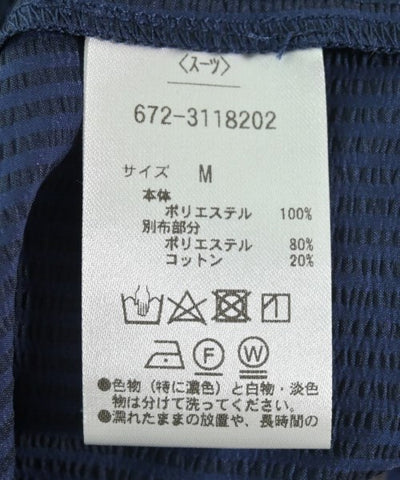 〈スーツ〉
672-3118202
サイズ M
本体
ポリエステル 100%
別布部分
ポリエステル 80%
コットン 20%
F W
●色物（特に濃色）と白物・淡色
物は分けて洗ってください。
●濡れたままの放置や、長時間の